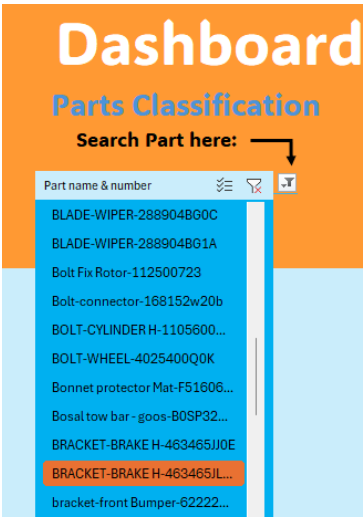 Dashboard
Parts Classification
Search Part here:
Part name & number
BLADE-WIPER-288904BG0C
BLADE-WIPER-288904BG1A
Bolt Fix Rotor-112500723
Bolt-connector-168152w20b
BOLT-CYLINDER H-1105600...
BOLT-WHEEL-4025400Q0K
Bonnet protector Mat-F51606...
Bosal tow bar - goos-B0SP32...
BRACKET-BRAKE H-463465JJ0E
BRACKET-BRAKE H-463465JL...
bracket-front Bumper-62222...